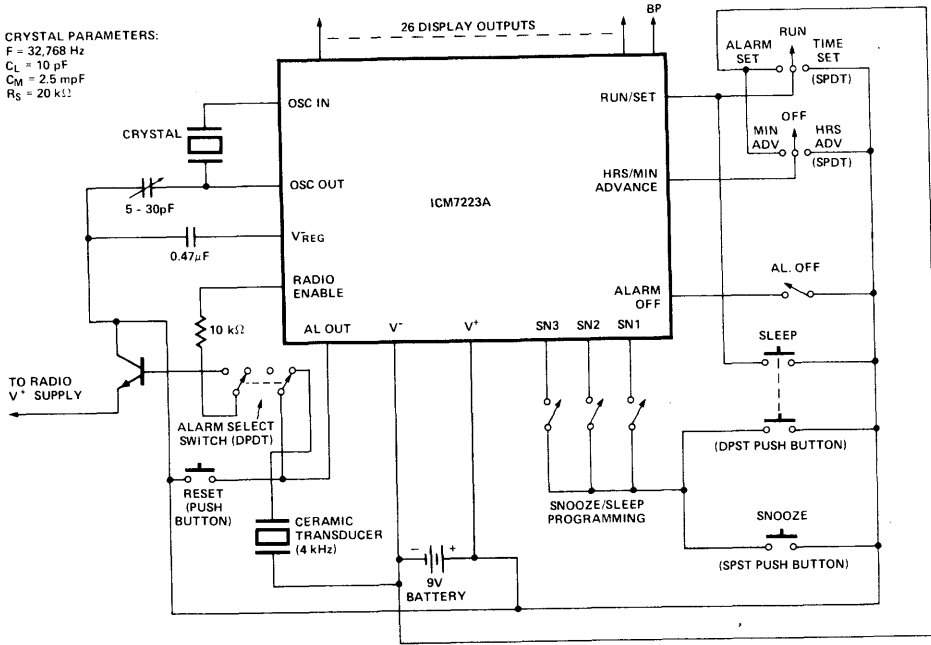 CRYSTAL PARAMETERS:
F = 32,768 Hz
CL = 10 pF
CM = 2.5 mpF
RS = 20 kΩ
26 DISPLAY OUTPUTS
BP
OSC IN
CRYSTAL
OSC OUT
5 - 30pF
V-REG
0.47μF
RADIO
ENABLE
10 kΩ
ICM7223A
RUN/SET
HRS/MIN
ADVANCE
ALARM
OFF
AL OUT
V-
V+
SN3
SN2
SN1
ALARM
SET
RUN
TIME
SET
(SPDT)
MIN
ADV
OFF
HRS
ADV
(SPDT)
AL. OFF
SLEEP
(DPST PUSH BUTTON)
SNOOZE
(SPST PUSH BUTTON)
TO RADIO
V+ SUPPLY
ALARM SELECT
SWITCH (DPDT)
RESET
(PUSH
BUTTON)
CERAMIC
TRANSDUCER
(4 kHz)
- +
9V
BATTERY
SNOOZE/SLEEP
PROGRAMMING